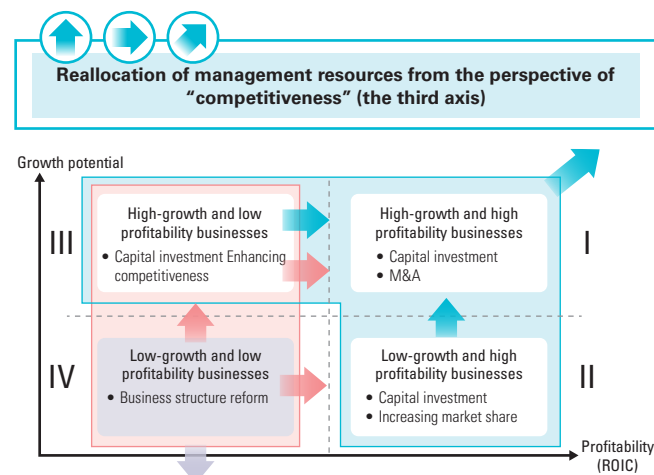 Reallocation of management resources from the perspective of
“competitiveness” (the third axis)
Growth potential
III
High-growth and low
profitability businesses
• Capital investment Enhancing
competitiveness
High-growth and high
profitability businesses
• Capital investment
• M&A
I
IV
Low-growth and low
profitability businesses
• Business structure reform
Low-growth and high
profitability businesses
• Capital investment
• Increasing market share
II
Profitability
(ROIC)